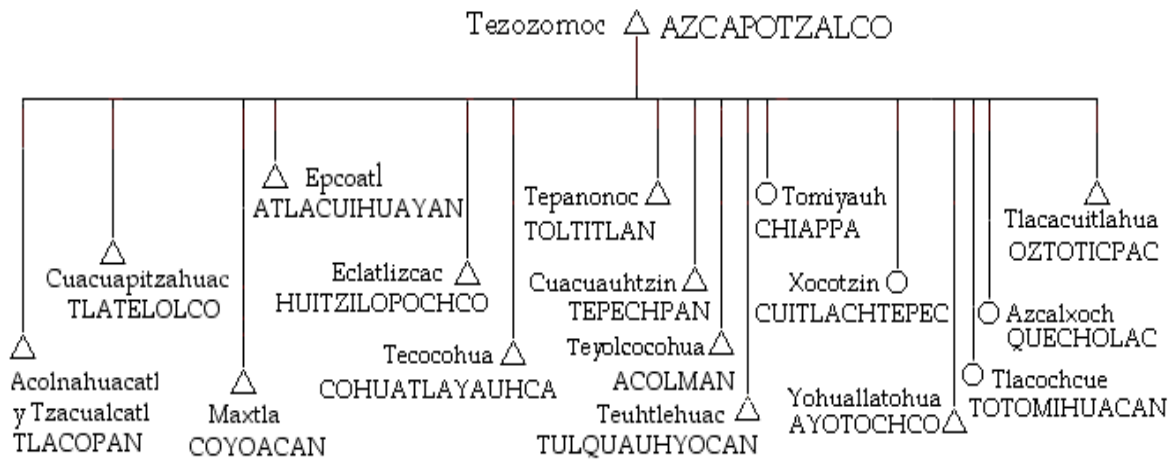 Tezozomoc AZCAPOTZALCO
Epcoatl
ATLACUIHUAYAN
Tepanonoc
TOLTITLAN
Tomiyauh
CHIAPPA
Tlacacuitlahua
OZTOTICPAC
Cuacuapitzahuac
TLATELOLCO
Eclatlizcac
HUITZILOPOCHCO
Cuacuauhtzin
TEPECHPAN
Xocotzin
CUITLACHTEPEC
Azcalxoch
QUECHOLAC
Acolnahuacatl
y Tzacualcatl
TLACOPAN
Maxtla
COYOACAN
Tecocohua
COHUATLAYAUHCA
Teyolcocohua
ACOLMAN
Teuhtlehuac
TULQUAUHYOCAN
Yohuallatohua
AYOTOCHCO
Tlacochcue
TOTOMIHUACAN